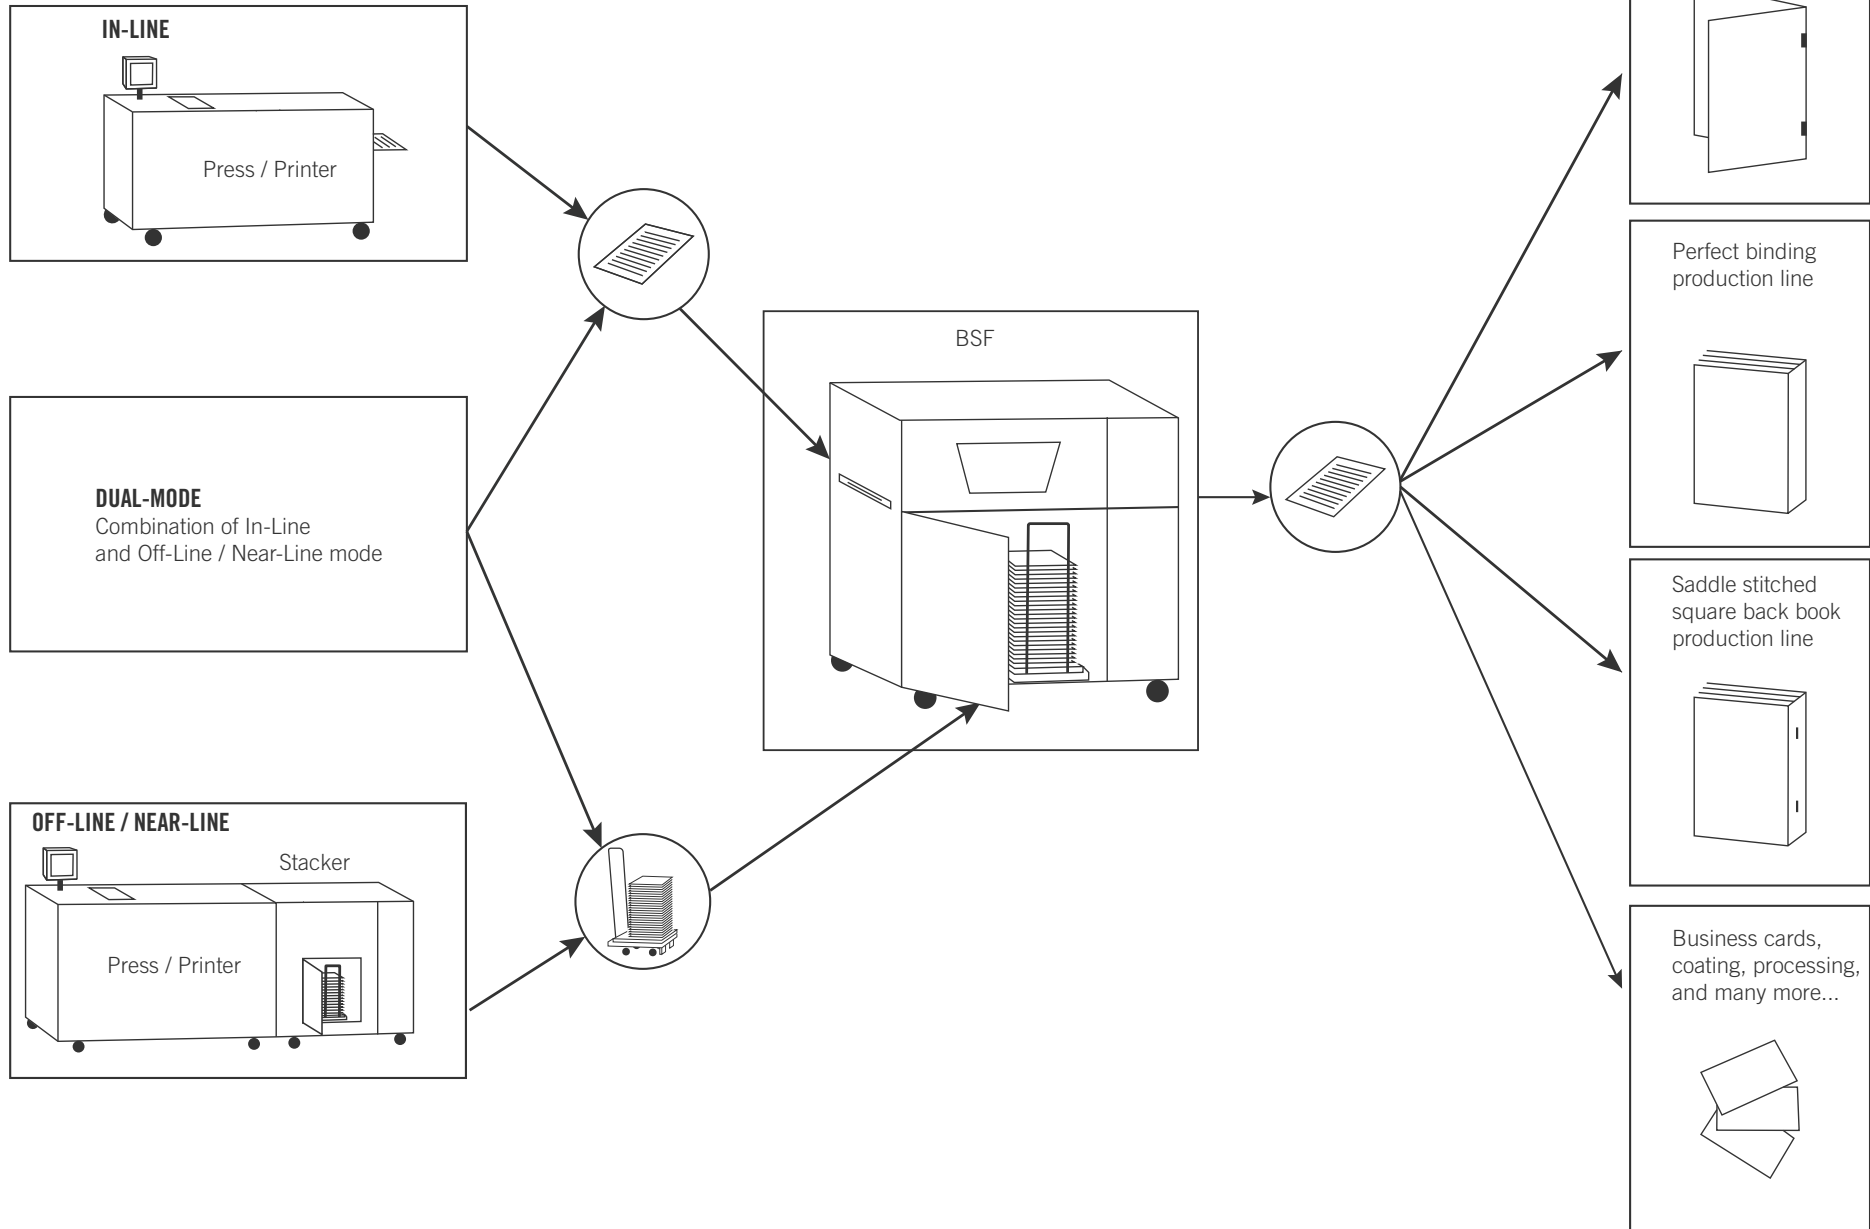 IN-LINE
Press / Printer
DUAL-MODE
Combination of In-Line
and Off-Line / Near-Line mode
OFF-LINE / NEAR-LINE
Stacker
Press / Printer
BSF
Perfect binding
production line
Saddle stitched
square back book
production line
Business cards,
coating, processing,
and many more...